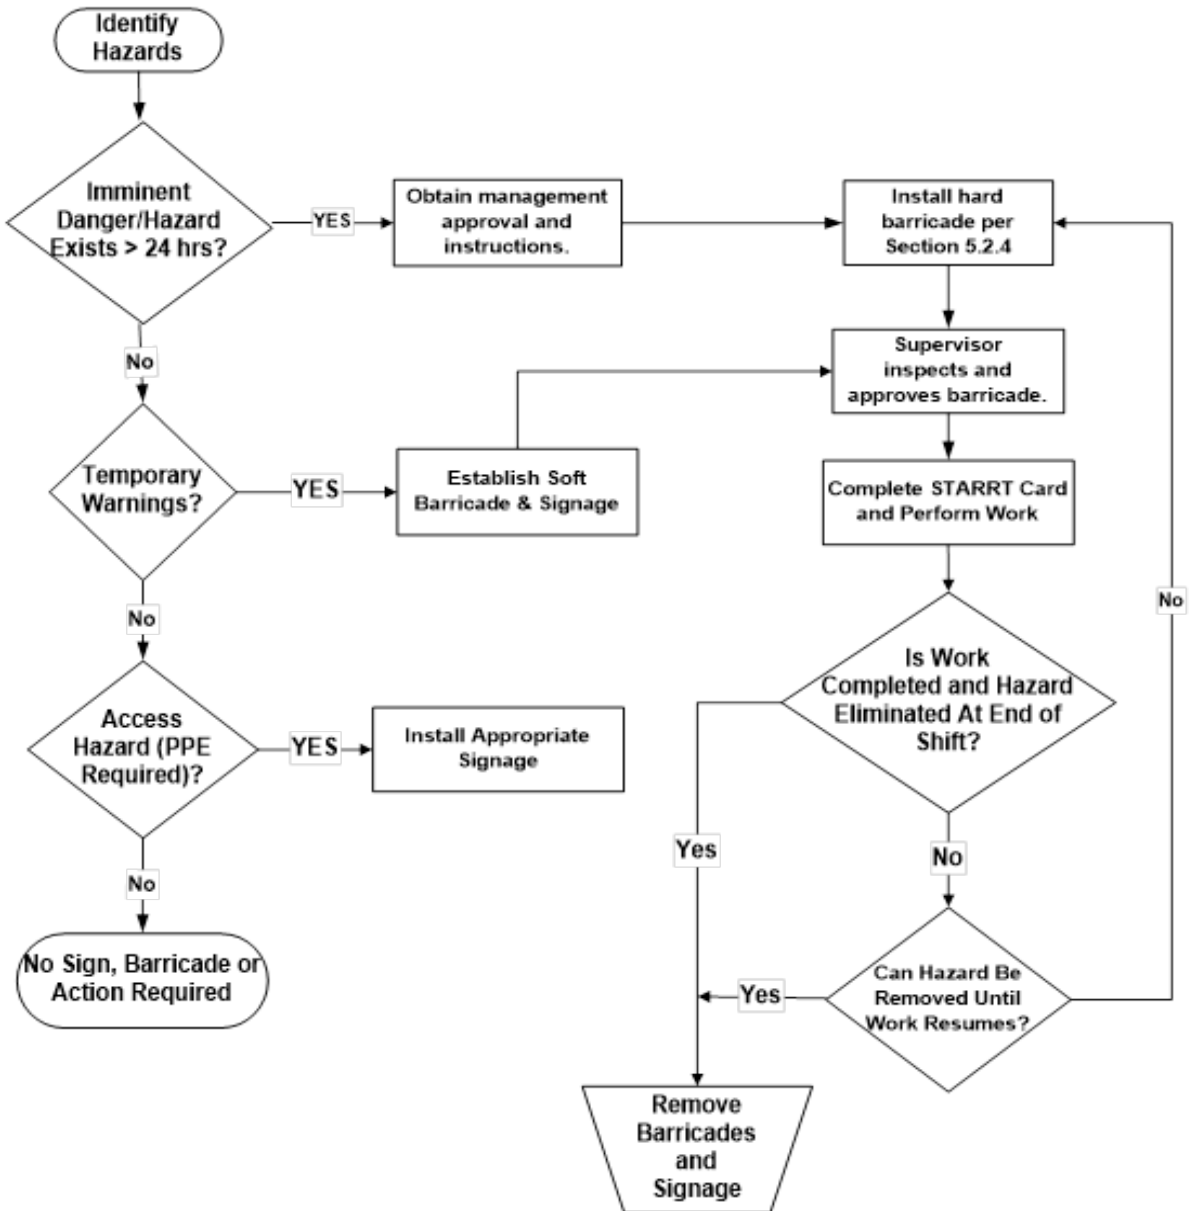 Identify
Hazards
Imminent
Danger/Hazard
Exists > 24 hrs?
YES
Obtain management
approval and
instructions.
Install hard
barricade per
Section 5.2.4
No
Supervisor
inspects and
approves barricade.
Temporary
Warnings?
YES
Establish Soft
Barricade & Signage
Complete STARRT Card
and Perform Work
No
No
Is Work
Completed and Hazard
Eliminated At End of
Shift?
Access
Hazard (PPE
Required)?
YES
Install Appropriate
Signage
Yes
No
No
No Sign, Barricade or
Action Required
Can Hazard Be
Removed Until
Work Resumes?
Yes
Remove
Barricades
and
Signage